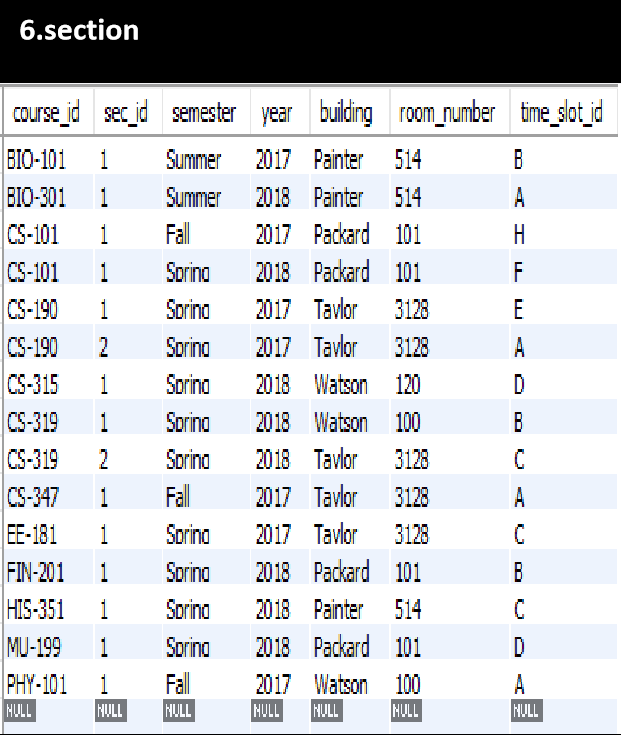 6.section
course_id sec_id semester year building room_number time_slot_id
BIO-101 1 Summer 2017 Painter 514 B
BIO-301 1 Summer 2018 Painter 514 A
CS-101 1 Fall 2017 Packard 101 H
CS-101 1 Spring 2018 Packard 101 F
CS-190 1 Spring 2017 Taylor 3128 E
CS-190 2 Spring 2017 Taylor 3128 A
CS-315 1 Spring 2018 Watson 120 D
CS-319 1 Spring 2018 Watson 100 B
CS-319 2 Spring 2018 Taylor 3128 C
CS-347 1 Fall 2017 Taylor 3128 A
EE-181 1 Spring 2017 Taylor 3128 C
FIN-201 1 Spring 2018 Packard 101 B
HIS-351 1 Spring 2018 Painter 514 C
MU-199 1 Spring 2018 Packard 101 D
PHY-101 1 Fall 2017 Watson 100 A
NULL NULL NULL NULL NULL NULL NULL